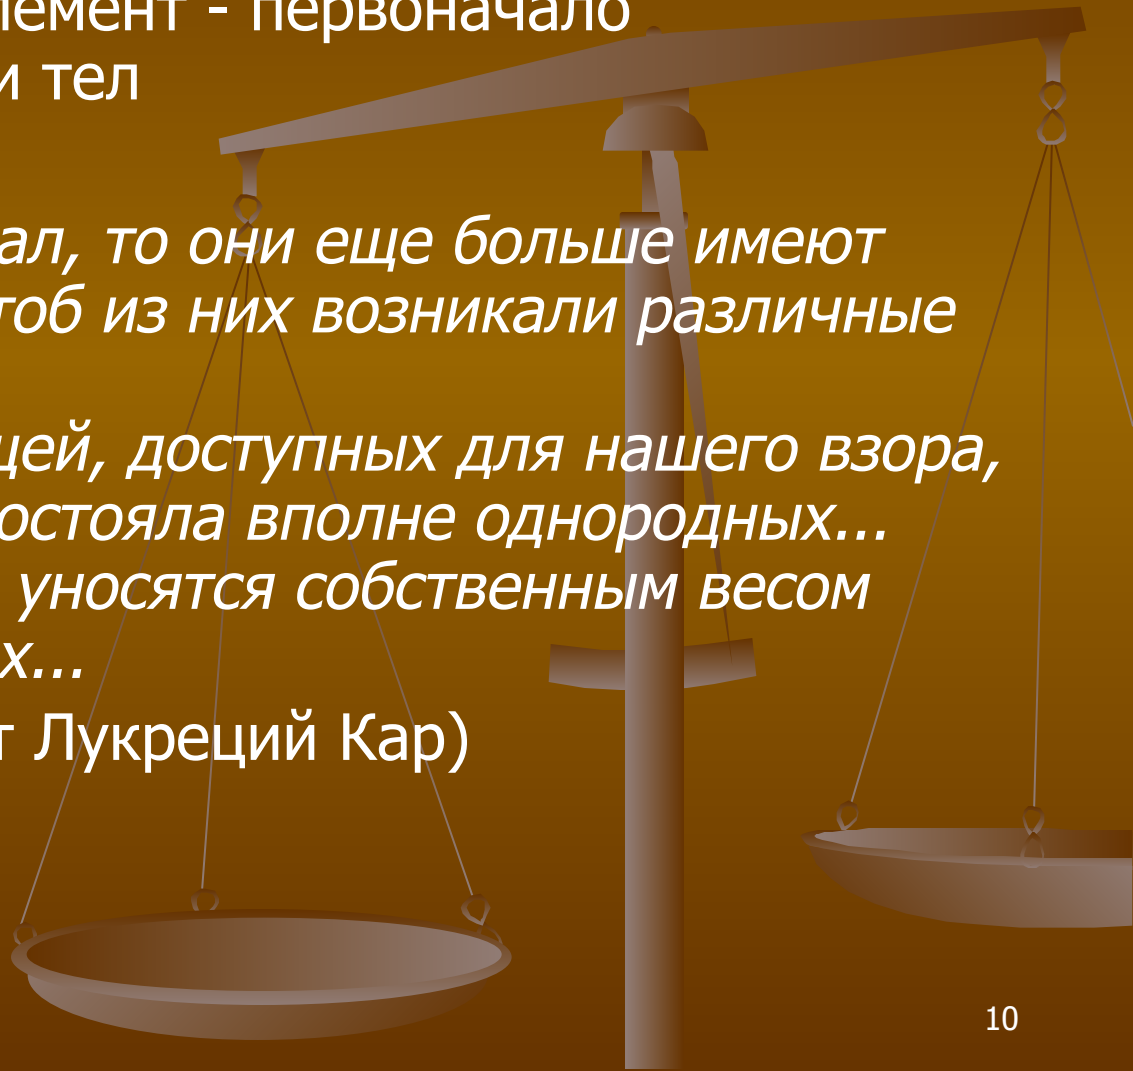 лемент - первоначало
и тел
ал, то они еще больше имеют
тоб из них возникали различные
щей, доступных для нашего взора,
остояла вполне однородных...
уносятся собственным весом
х...
т Лукреций Кар)
10